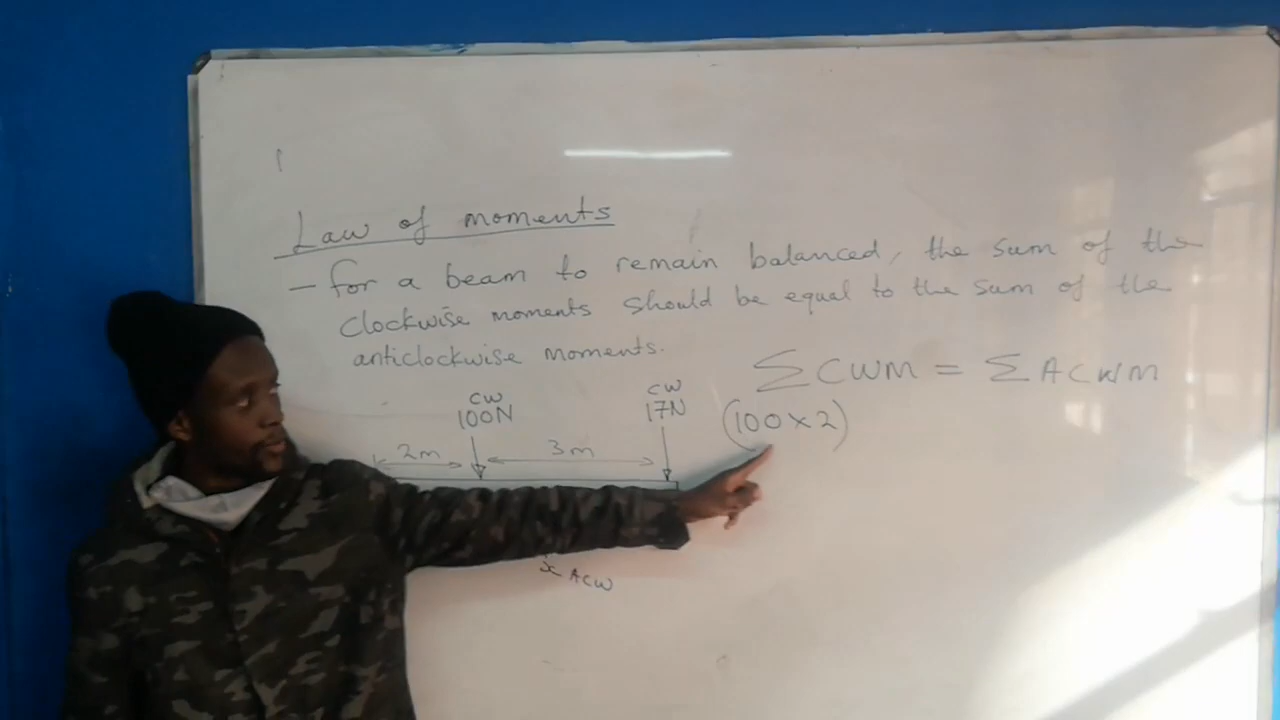 Law of moments
- for a beam to remain balanced, the sum of the
Clockwise moments should be equal to the sum of the
anticlockwise moments.
∑CWM = ∑ACWM
(100×2)
CW
100N
CW
17N
2m
3m
x ACW